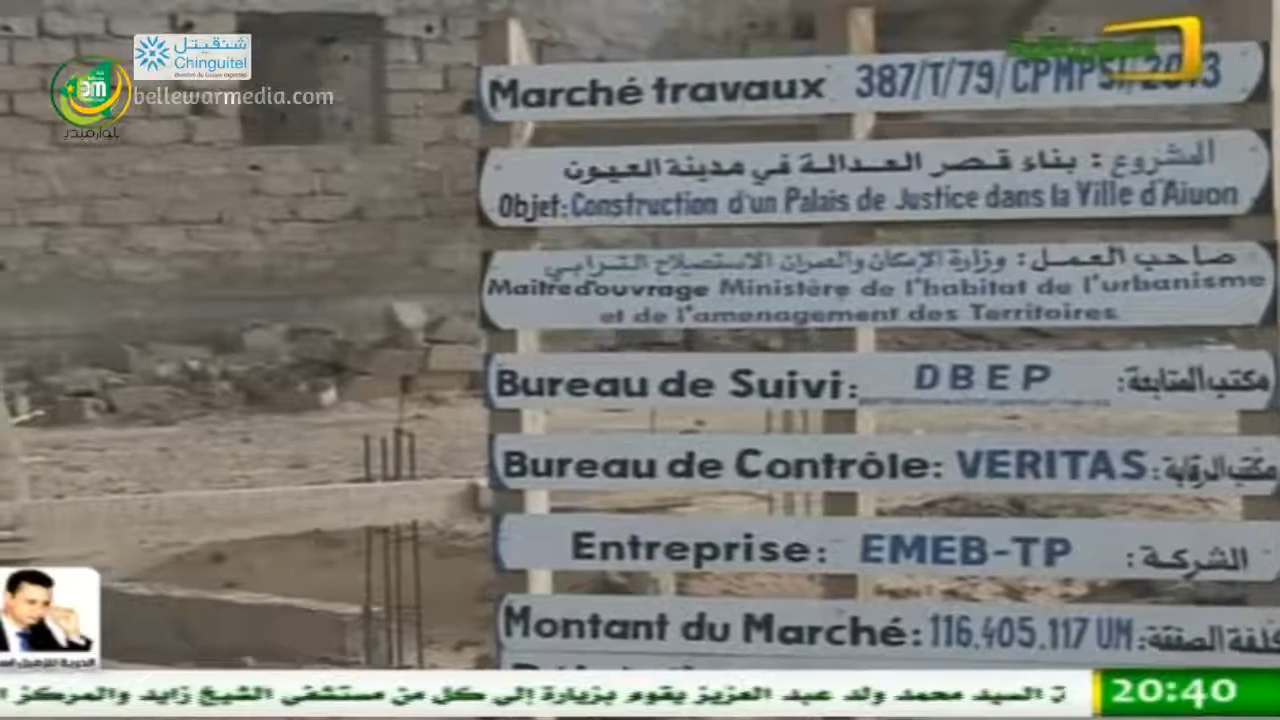 شنقيتل
Chinguitel
bellewarmedia.com
Marché travaux 387/T/79/CPMPSI/2013
المشروع : بناء قصر العدالة في مدينة العيون
Objet: Construction d'un Palais de Justice dans la Ville d'Aiuon
صاحب العمل : وزارة الإسكان والعمران الاستصلاح الترابي
Maître d'ouvrage Ministère de l'habitat de l'urbanisme
et de l'amenagement des Territoires
Bureau de Suivi: DBEP مكتب المتابعة:
Bureau de Contrôle: VERITAS مكتب الرقابة:
Entreprise: EMEB-TP الشركة :
Montant du Marché: 116.405.117 UM كلفة الصفقة:
السيد محمد ولد عبد العزيز يقوم بزيارة إلى كل من مستشفى الشيخ زايد والمركز
20:40